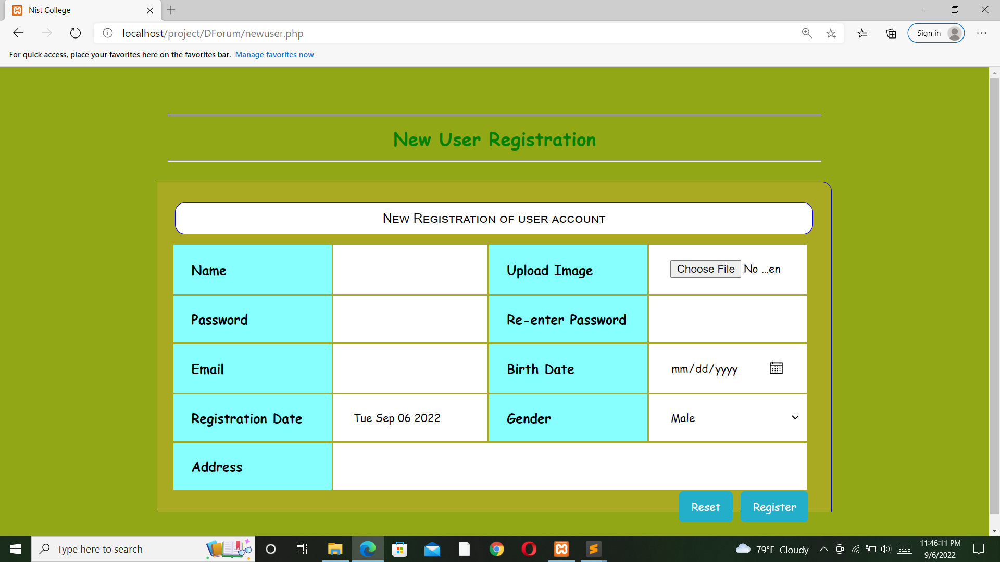 Nist College
localhost/project/DForum/newuser.php
Sign in
For quick access, place your favorites here on the favorites bar. Manage favorites now
New User Registration
New Registration of user account
Name
Upload Image
Choose File No ...en
Password
Re-enter Password
Email
Birth Date
mm/dd/yyyy
Registration Date
Tue Sep 06 2022
Gender
Male
Address
Reset
Register
Type here to search
79°F Cloudy
11:46:11 PM
9/6/2022